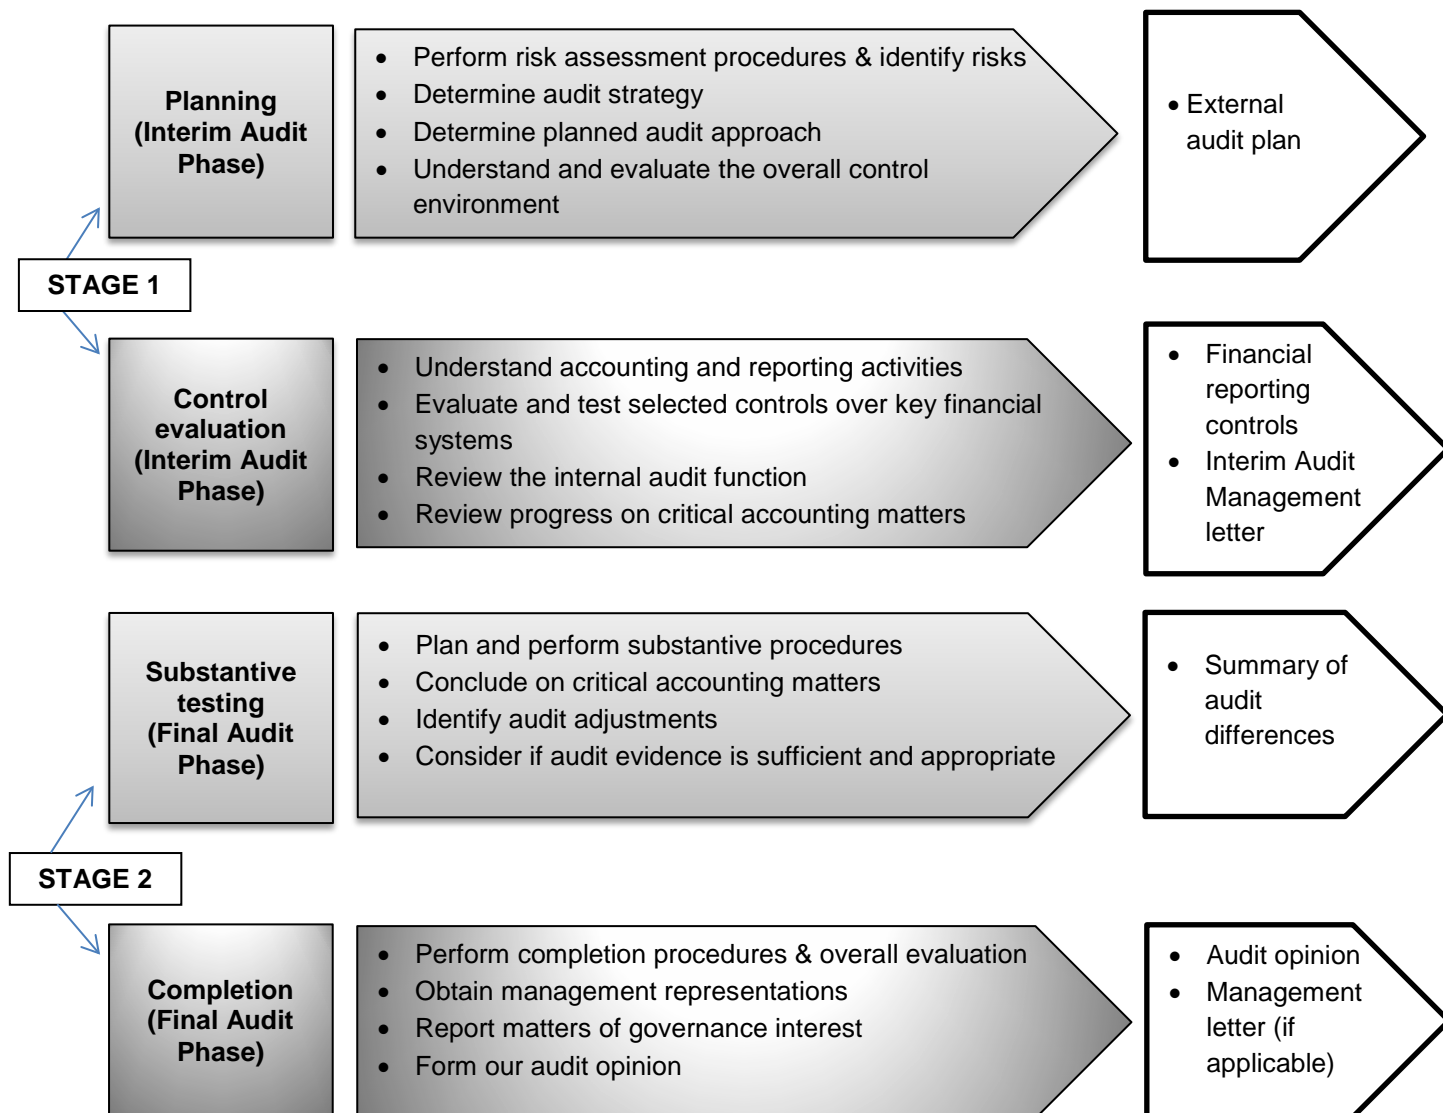 Planning
(Interim Audit
Phase)
• Perform risk assessment procedures & identify risks
• Determine audit strategy
• Determine planned audit approach
• Understand and evaluate the overall control
environment
• External
audit plan
STAGE 1
Control
evaluation
(Interim Audit
Phase)
• Understand accounting and reporting activities
• Evaluate and test selected controls over key financial
systems
• Review the internal audit function
• Review progress on critical accounting matters
• Financial
reporting
controls
• Interim Audit
Management
letter
Substantive
testing
(Final Audit
Phase)
• Plan and perform substantive procedures
• Conclude on critical accounting matters
• Identify audit adjustments
• Consider if audit evidence is sufficient and appropriate
• Summary of
audit
differences
STAGE 2
Completion
(Final Audit
Phase)
• Perform completion procedures & overall evaluation
• Obtain management representations
• Report matters of governance interest
• Form our audit opinion
• Audit opinion
• Management
letter (if
applicable)